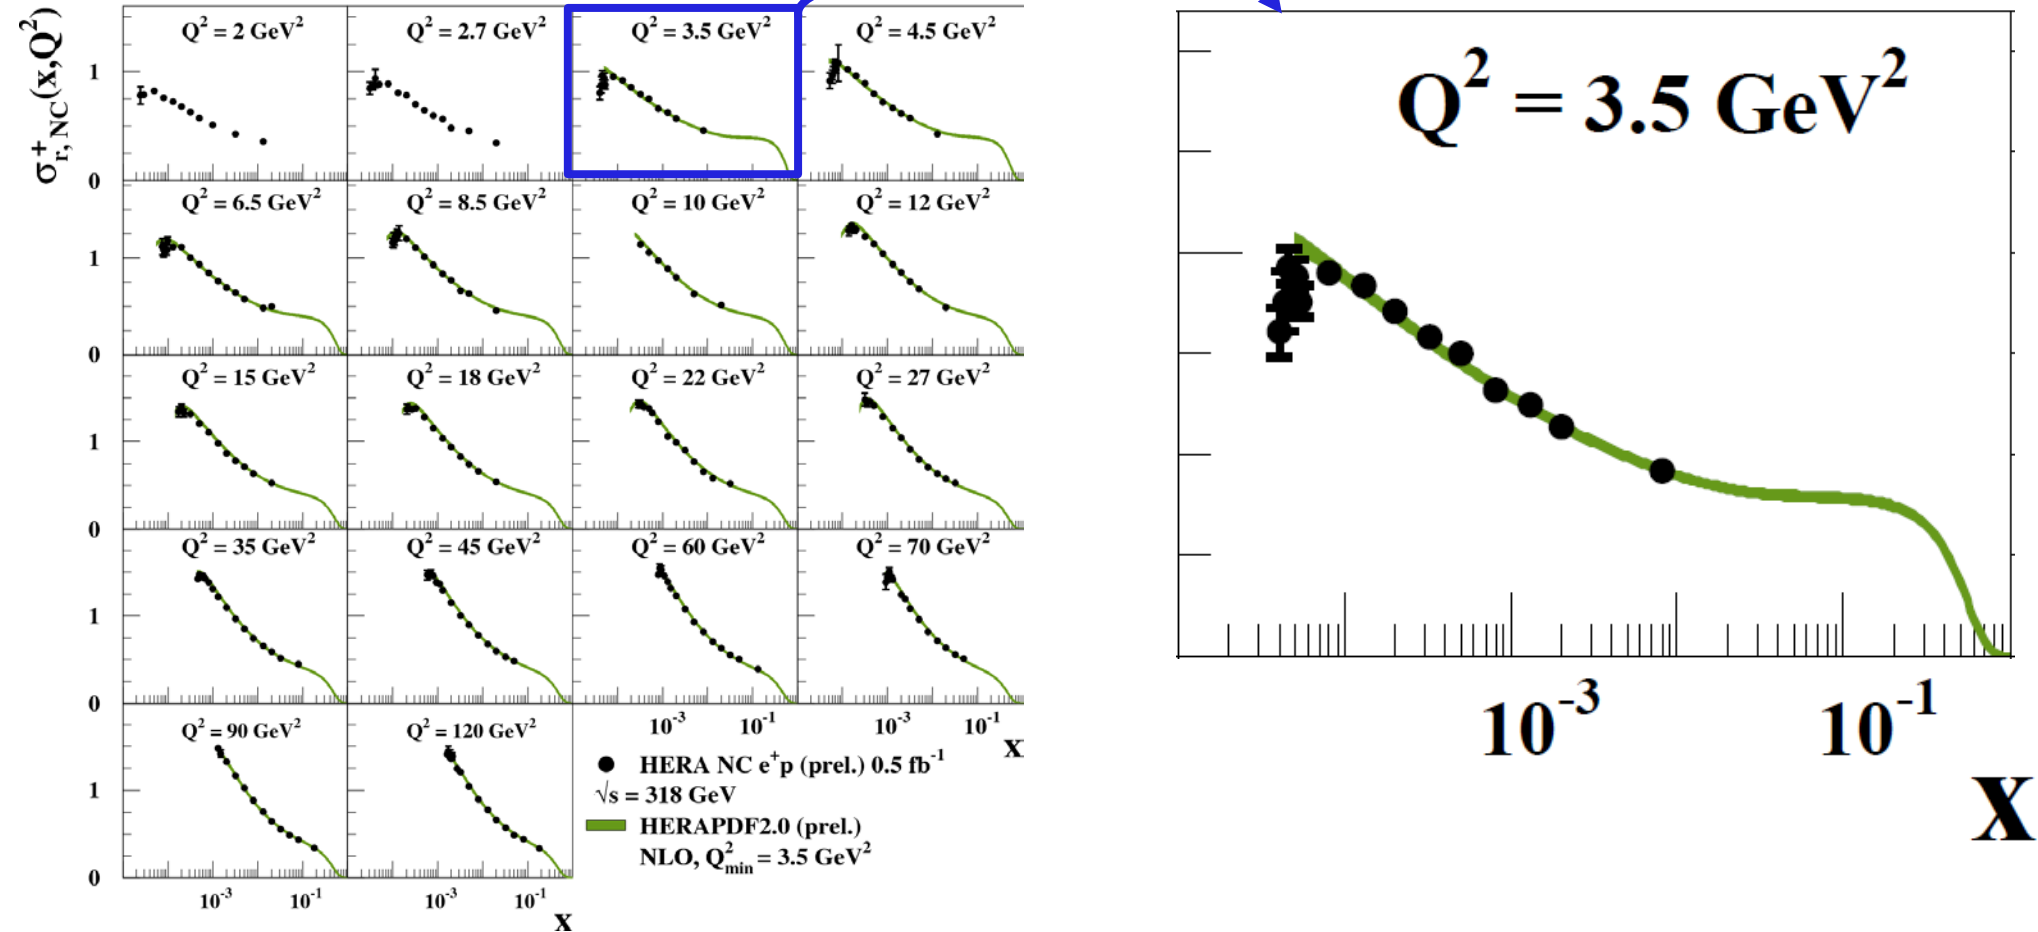 σ⁺r,NC(x,Q²)
Q² = 2 GeV²
Q² = 2.7 GeV²
Q² = 3.5 GeV²
Q² = 4.5 GeV²
1
0
Q² = 6.5 GeV²
Q² = 8.5 GeV²
Q² = 10 GeV²
Q² = 12 GeV²
1
0
Q² = 15 GeV²
Q² = 18 GeV²
Q² = 22 GeV²
Q² = 27 GeV²
1
0
Q² = 35 GeV²
Q² = 45 GeV²
Q² = 60 GeV²
Q² = 70 GeV²
1
0
Q² = 90 GeV²
Q² = 120 GeV²
1
0
10⁻³ 10⁻¹
10⁻³ 10⁻¹
x
10⁻³ 10⁻¹
10⁻³ 10⁻¹
x
HERA NC e⁺p (prel.) 0.5 fb⁻¹
√s = 318 GeV
HERAPDF2.0 (prel.)
NLO, Q²min = 3.5 GeV²
Q² = 3.5 GeV²
10⁻³ 10⁻¹
x